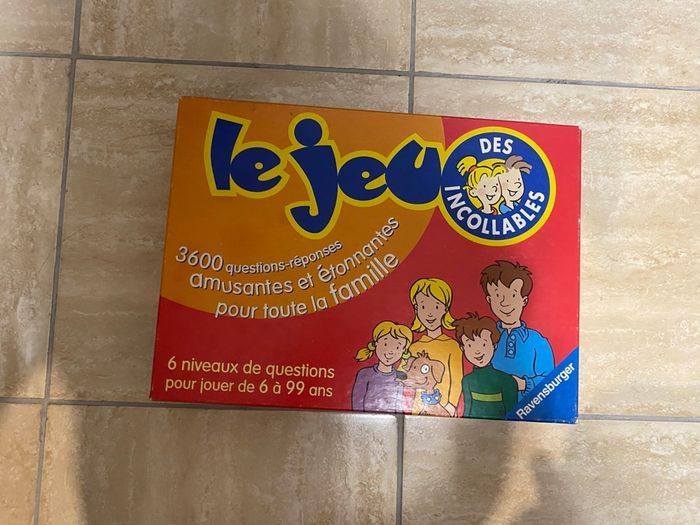 le jeu
DES
INCOLLABLES
3600 questions-réponses
amusantes et étonnantes
pour toute la famille
6 niveaux de questions
pour jouer de 6 à 99 ans
Ravensburger